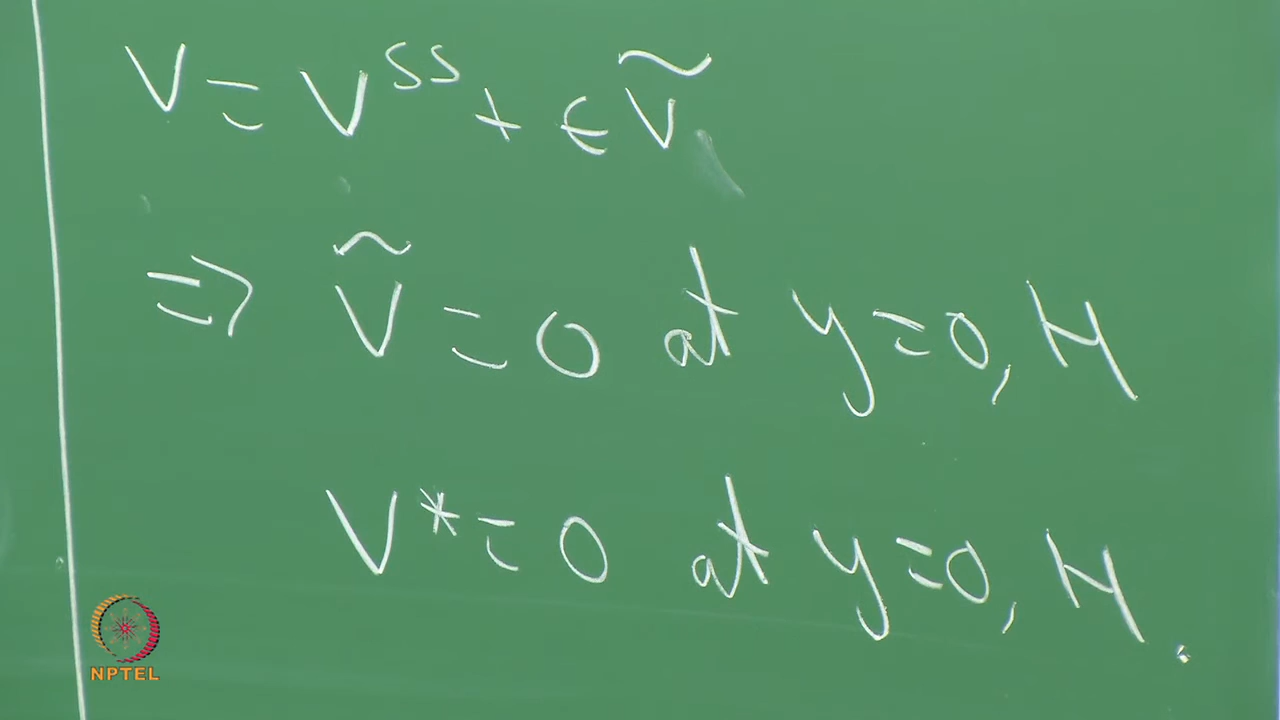 V = V^SS + ϵ Ṽ
⇒ Ṽ = 0 at y = 0, H
V* = 0 at y = 0, H.
NPTEL